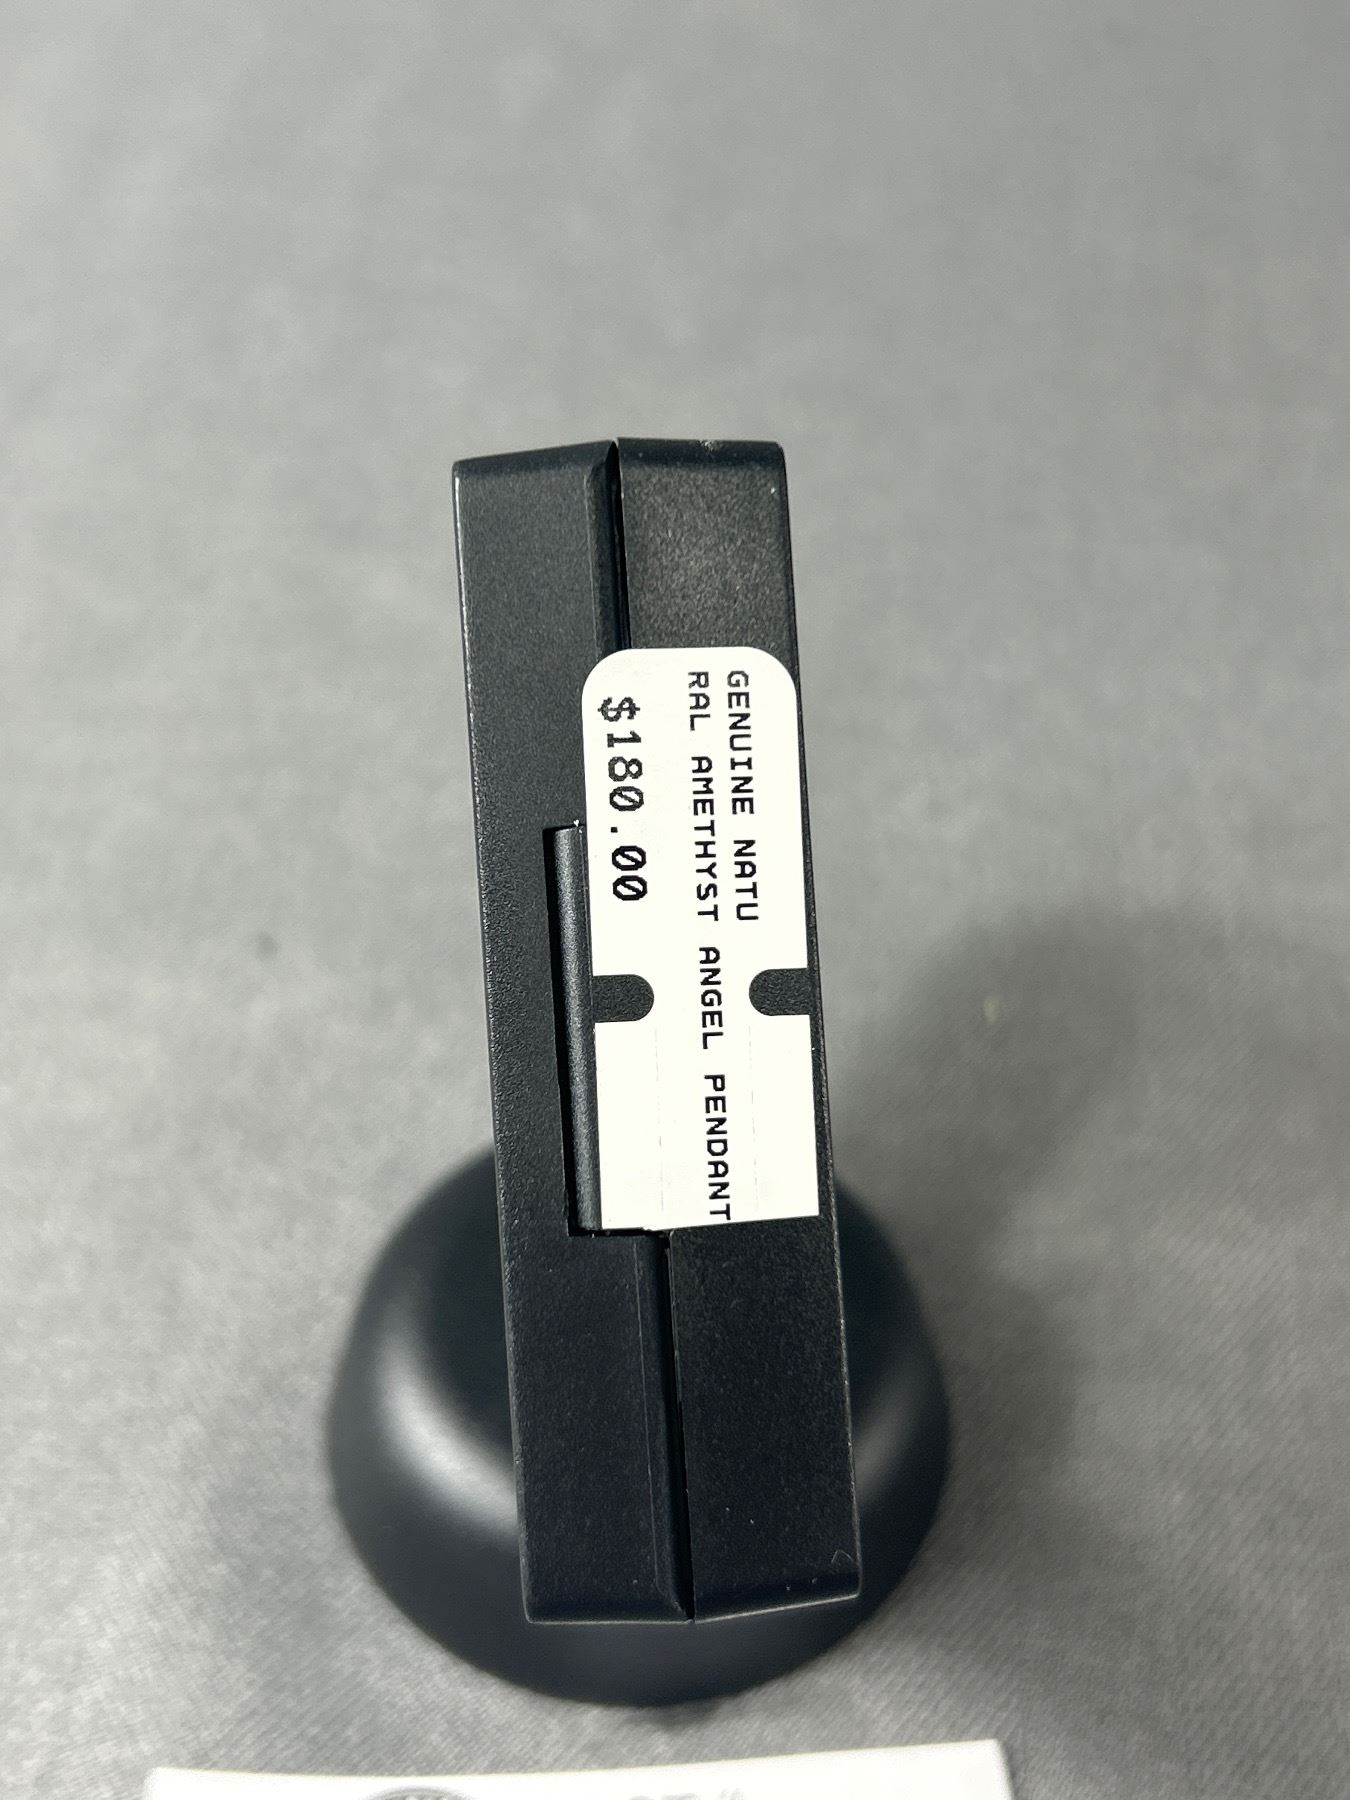 GENUINE NATU
RAL AMETHYST ANGEL PENDANT
$180.00